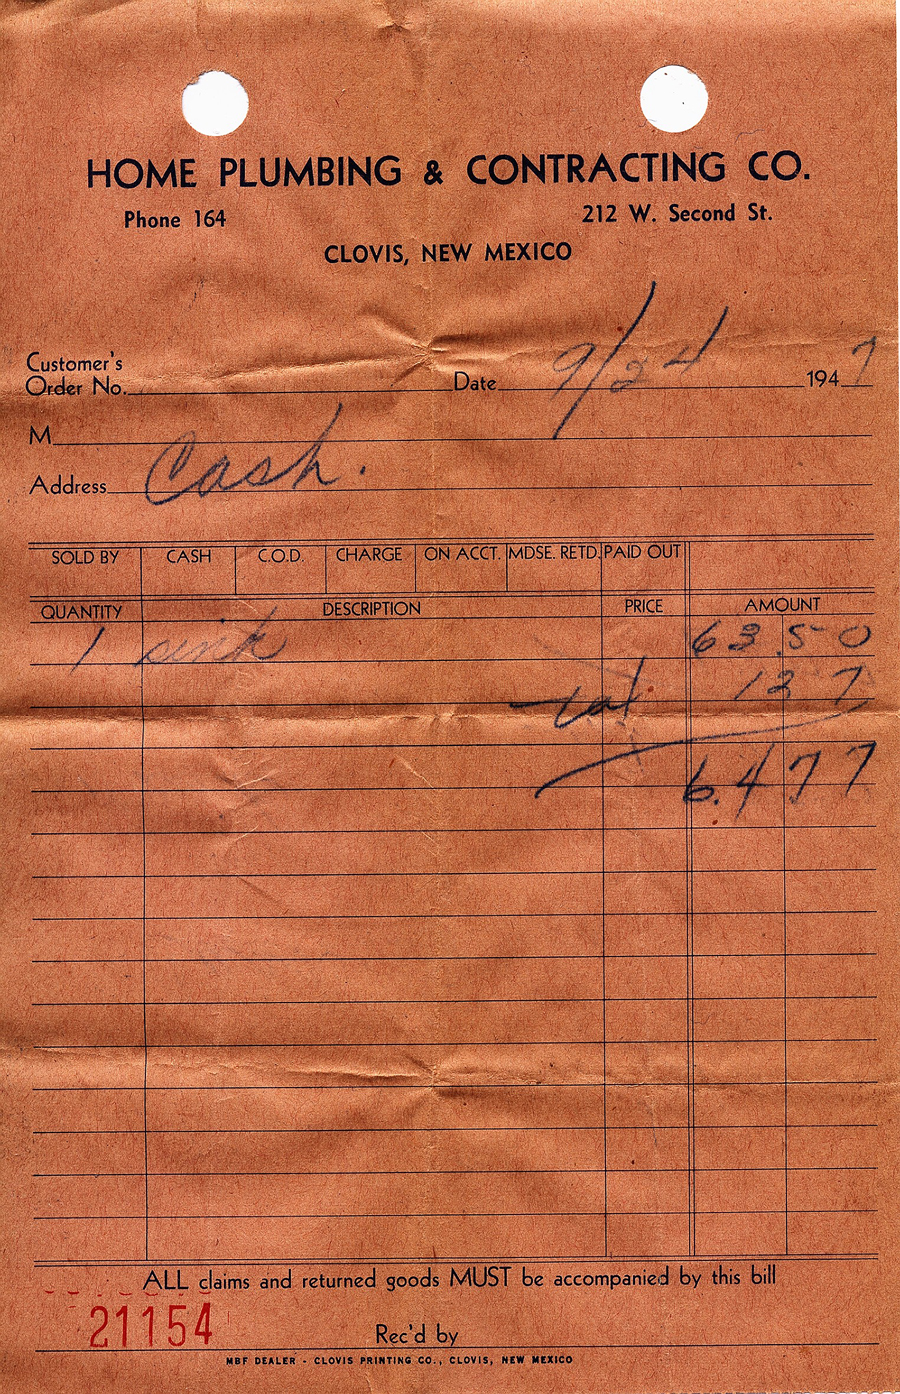 HOME PLUMBING & CONTRACTING CO.
Phone 164 212 W. Second St.
CLOVIS, NEW MEXICO
Customer's
Order No. Date 9/24 1947
M
Address Cash.
SOLD BY CASH C.O.D. CHARGE ON ACCT. MDSE. RETD. PAID OUT
QUANTITY DESCRIPTION PRICE AMOUNT
1 sink 63.50
tax 1 27
6.477
ALL claims and returned goods MUST be accompanied by this bill
21154 Rec'd by
MBF DEALER - CLOVIS PRINTING CO., CLOVIS, NEW MEXICO